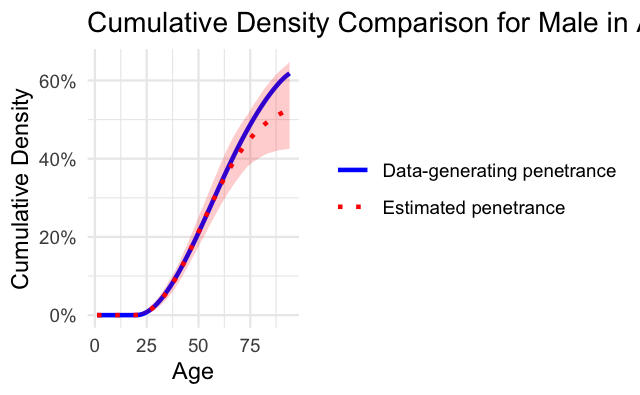 Cumulative Density Comparison for Male in
Cumulative Density
60%
40%
20%
0%
0 25 50 75
Age
Data-generating penetrance
Estimated penetrance